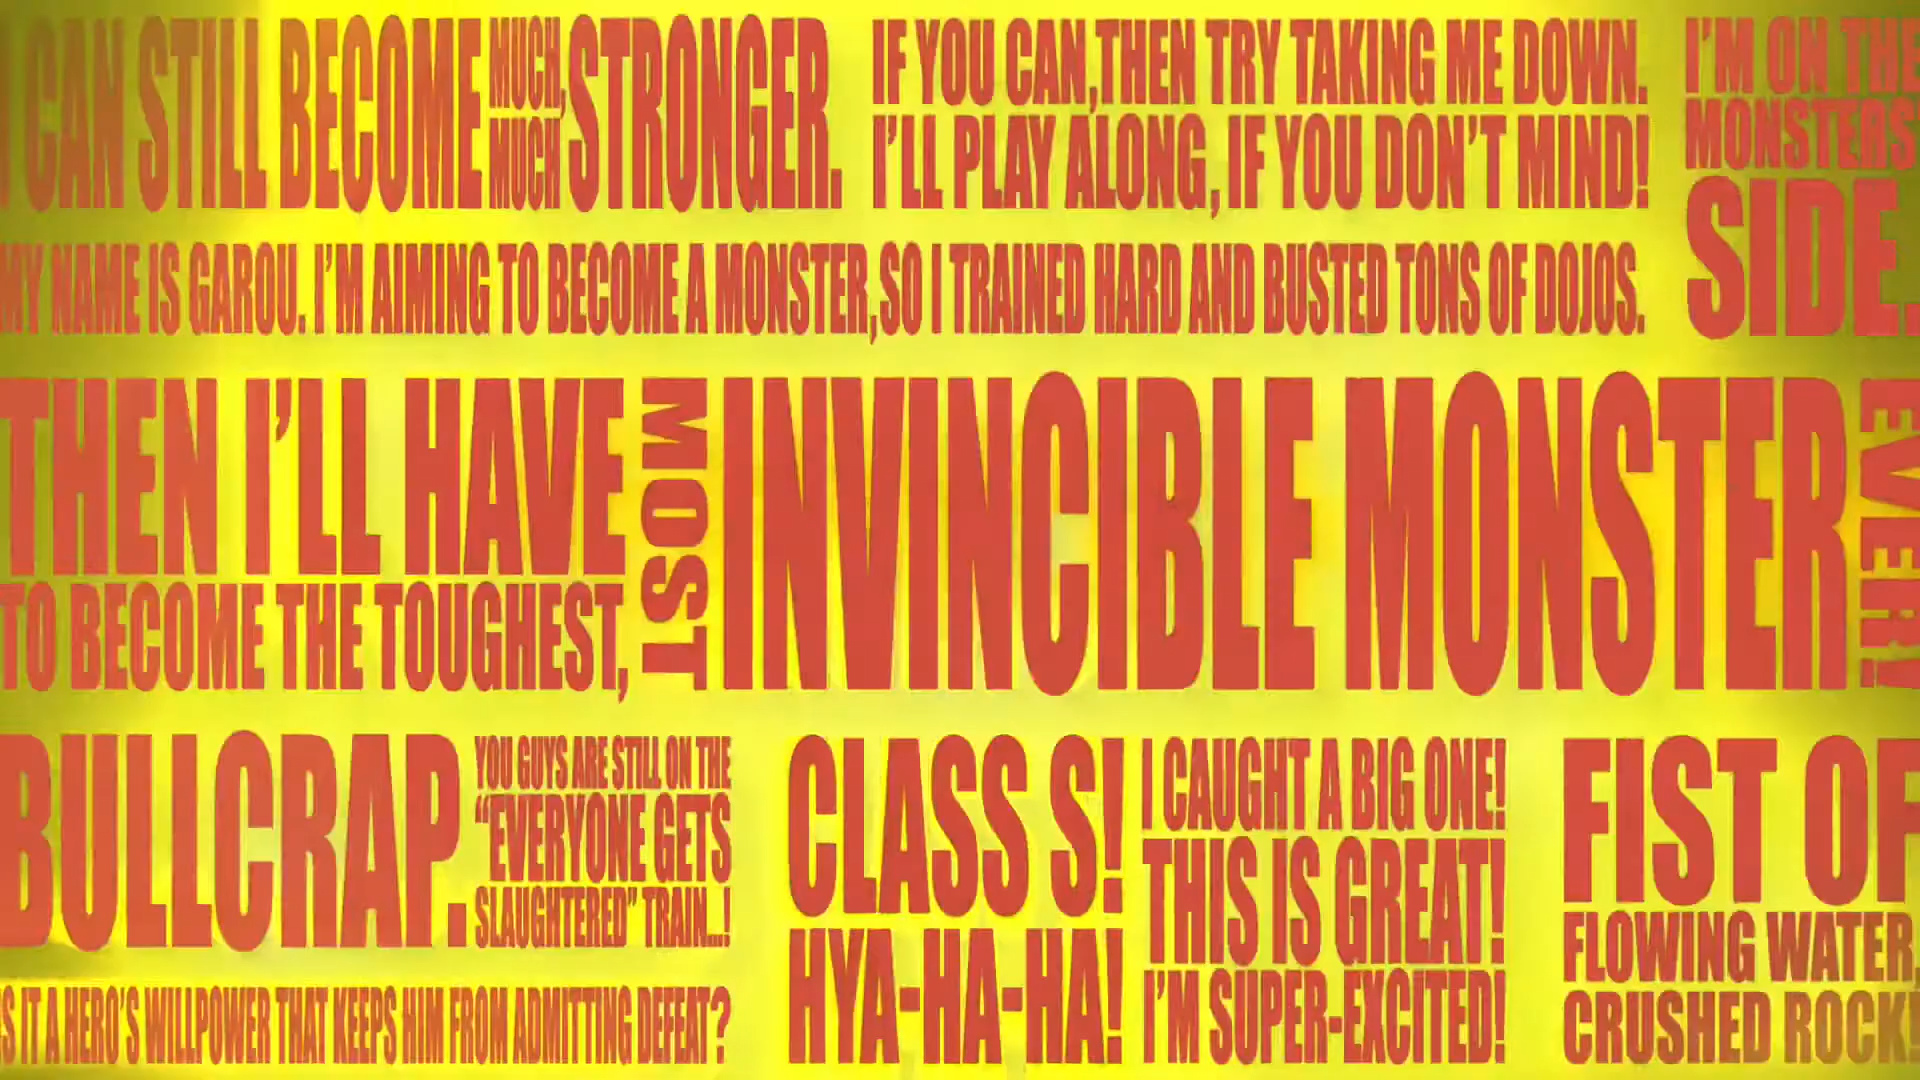 I CAN STILL BECOME MUCH, MUCH STRONGER.
IF YOU CAN, THEN TRY TAKING ME DOWN.
I'LL PLAY ALONG, IF YOU DON'T MIND!
I'M ON THE
MONSTERS'
SIDE.
MY NAME IS GAROU. I'M AIMING TO BECOME A MONSTER, SO I TRAINED HARD AND BUSTED TONS OF DOJOS.
THEN I'LL HAVE
TO BECOME THE TOUGHEST,
MOST
INVINCIBLE MONSTER
EVER!
BULLCRAP.
YOU GUYS ARE STILL ON THE
"EVERYONE GETS
SLAUGHTERED" TRAIN...!
IS IT A HERO'S WILLPOWER THAT KEEPS HIM FROM ADMITTING DEFEAT?
CLASS S!
HYA-HA-HA!
I CAUGHT A BIG ONE!
THIS IS GREAT!
I'M SUPER-EXCITED!
FIST OF
FLOWING WATER,
CRUSHED ROCK!